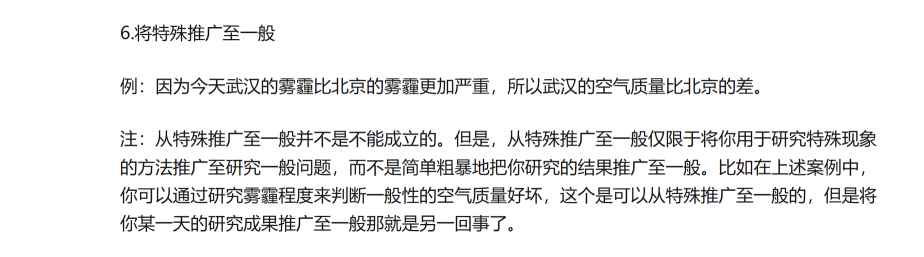 6.将特殊推广至一般
例：因为今天武汉的雾霾比北京的雾霾更加严重，所以武汉的空气质量比北京的差。
注：从特殊推广至一般并不是不能成立的。但是，从特殊推广至一般仅限于将你用于研究特殊现象
的方法推广至研究一般问题，而不是简单粗暴地把你研究的结果推广至一般。比如在上述案例中，
你可以通过研究雾霾程度来判断一般性的空气质量好坏，这个是可以从特殊推广至一般的，但是将
你某一天的研究成果推广至一般那就是另一回事了。